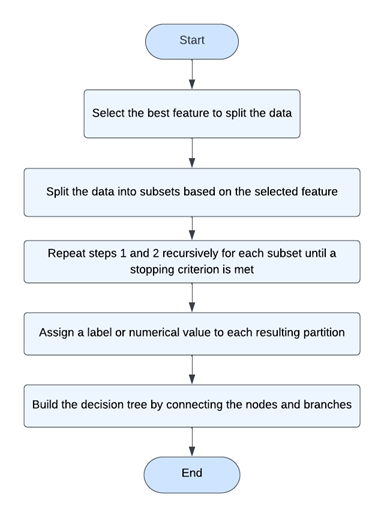 Start
Select the best feature to split the data
Split the data into subsets based on the selected feature
Repeat steps 1 and 2 recursively for each subset until a
stopping criterion is met
Assign a label or numerical value to each resulting partition
Build the decision tree by connecting the nodes and branches
End